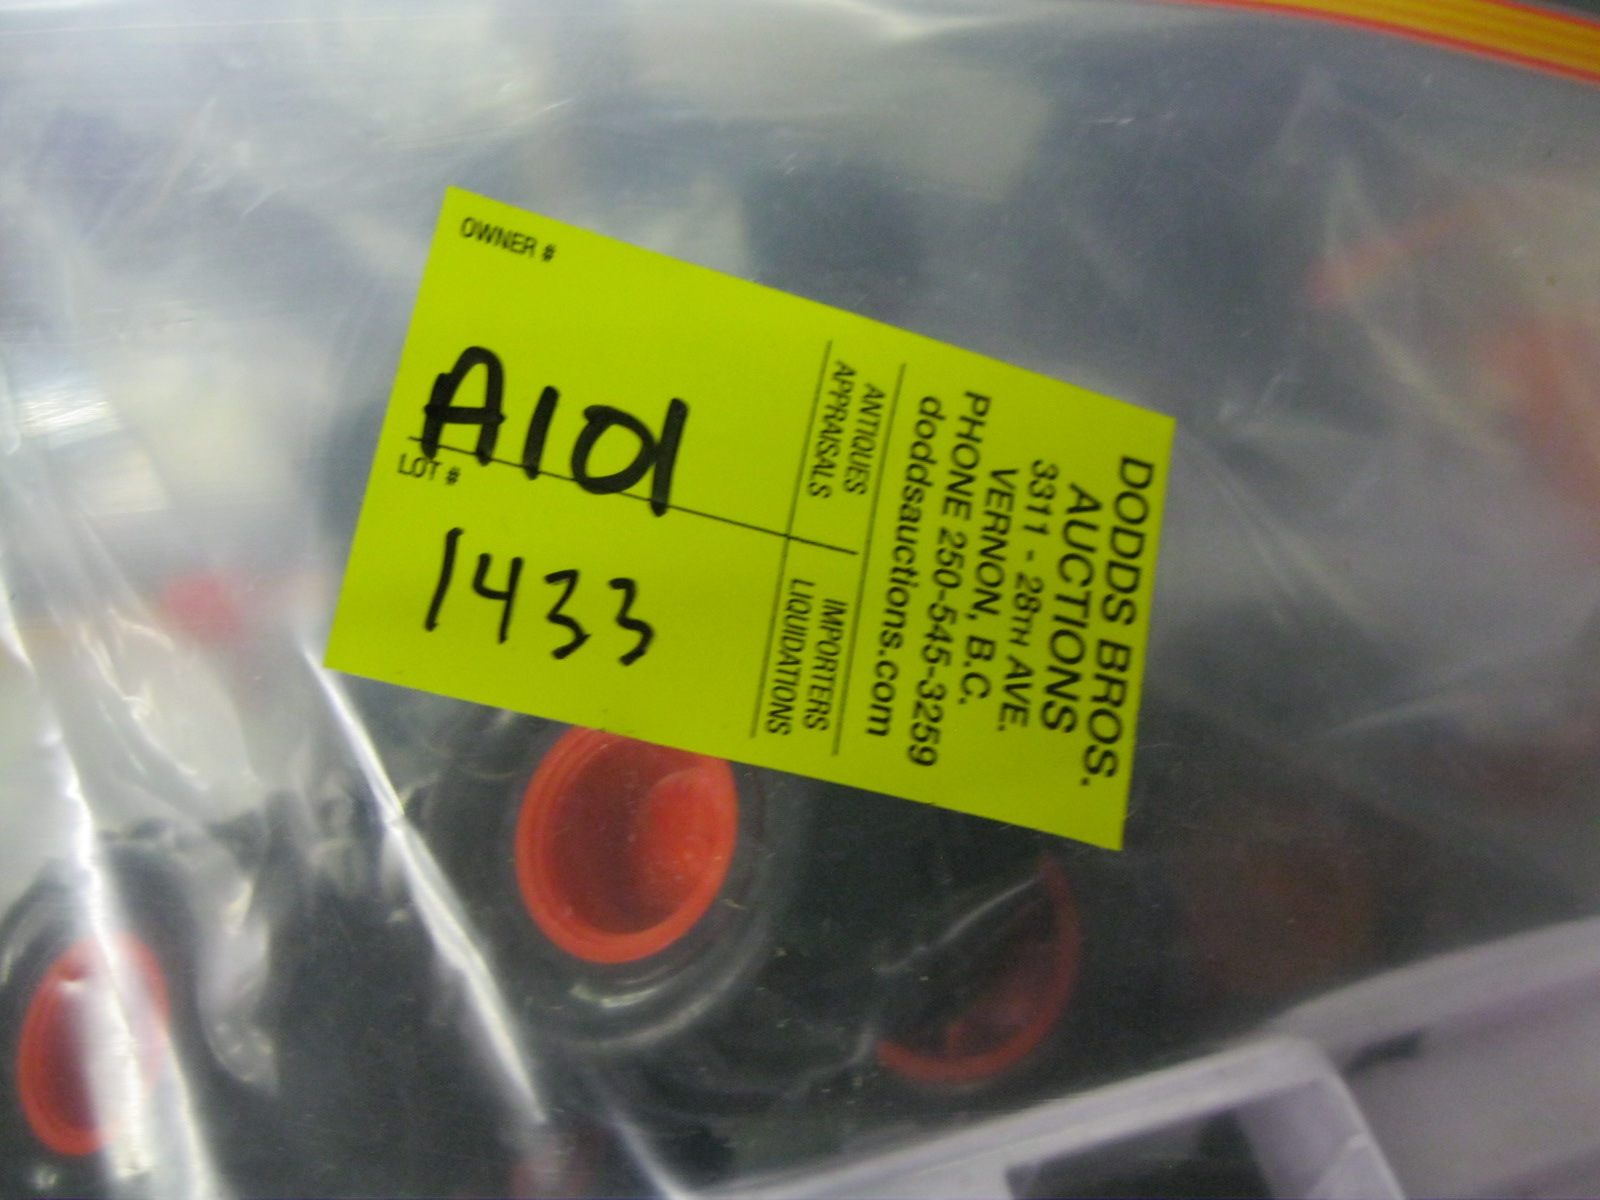 DODDS BROS.
AUCTIONS
3311 - 28TH AVE.
VERNON, B.C.
PHONE 250-545-3259
doddsauctions.com
ANTIQUES
APPRAISALS
IMPORTERS
LIQUIDATIONS
OWNER #
A101
LOT #
1433